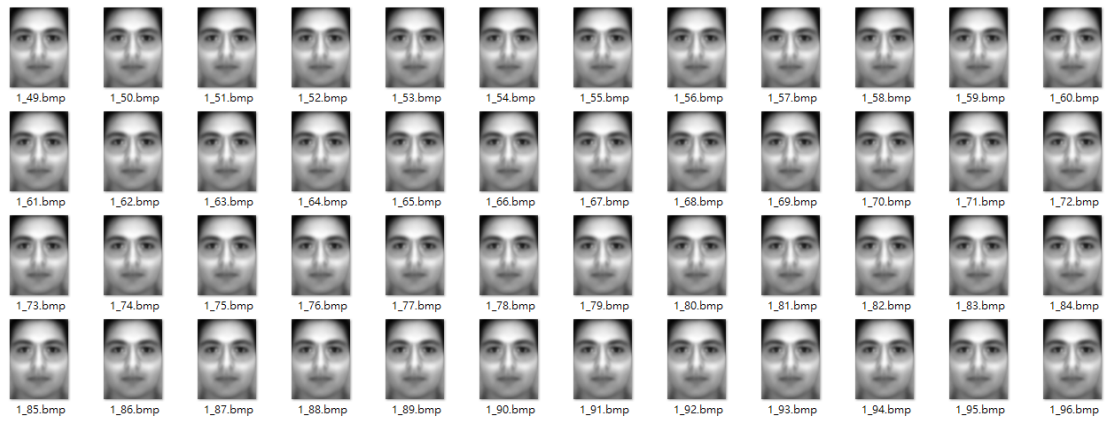 1_49.bmp 1_50.bmp 1_51.bmp 1_52.bmp 1_53.bmp 1_54.bmp 1_55.bmp 1_56.bmp 1_57.bmp 1_58.bmp 1_59.bmp 1_60.bmp
1_61.bmp 1_62.bmp 1_63.bmp 1_64.bmp 1_65.bmp 1_66.bmp 1_67.bmp 1_68.bmp 1_69.bmp 1_70.bmp 1_71.bmp 1_72.bmp
1_73.bmp 1_74.bmp 1_75.bmp 1_76.bmp 1_77.bmp 1_78.bmp 1_79.bmp 1_80.bmp 1_81.bmp 1_82.bmp 1_83.bmp 1_84.bmp
1_85.bmp 1_86.bmp 1_87.bmp 1_88.bmp 1_89.bmp 1_90.bmp 1_91.bmp 1_92.bmp 1_93.bmp 1_94.bmp 1_95.bmp 1_96.bmp